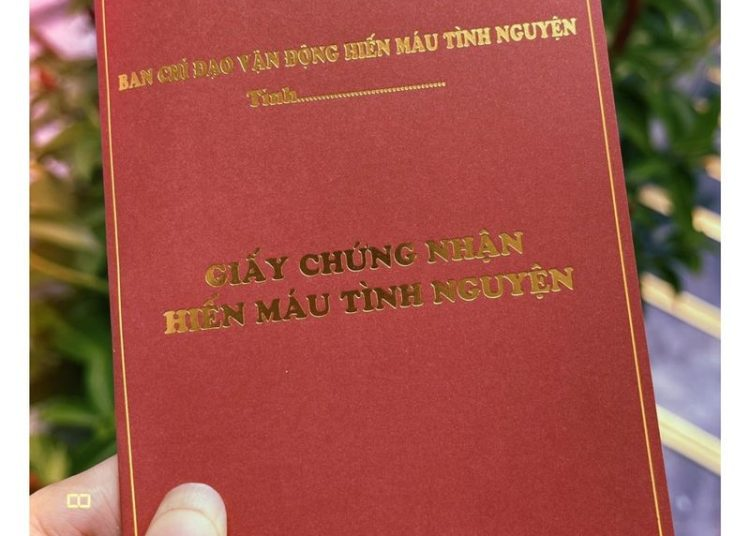 BAN CHỈ ĐẠO VẬN ĐỘNG HIẾN MÁU TÌNH NGUYỆN
Tỉnh....................................
GIẤY CHỨNG NHẬN
HIẾN MÁU TÌNH NGUYỆN